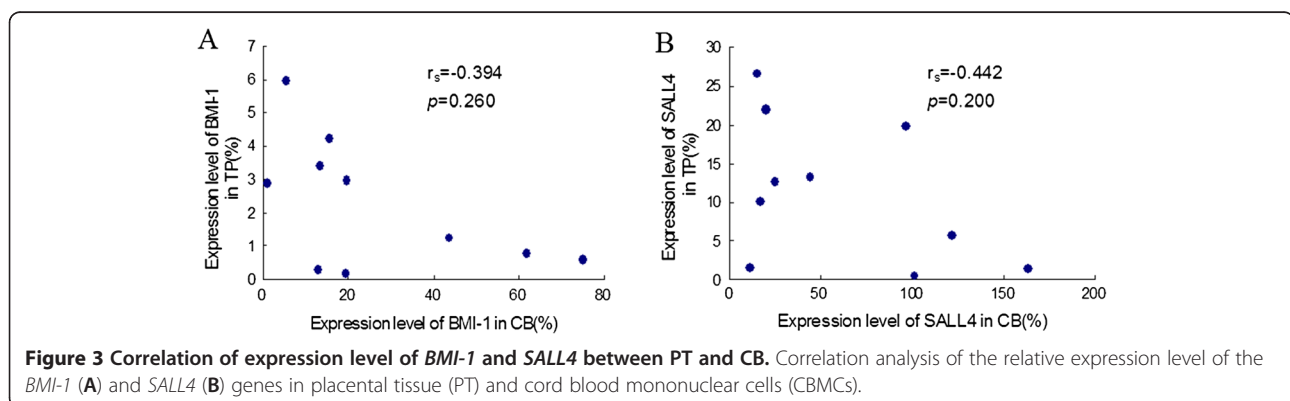 A
B
7
6
5
4
3
2
1
0
Expression level of BMI-1
in TP(%)
rs=-0.394
p=0.260
0 20 40 60 80
Expression level of BMI-1 in CB(%)
30
25
20
15
10
5
0
Expression level of SALL4
in TP(%)
rs=-0.442
p=0.200
0 50 100 150 200
Expression level of SALL4 in CB(%)
Figure 3 Correlation of expression level of BMI-1 and SALL4 between PT and CB. Correlation analysis of the relative expression level of the
BMI-1 (A) and SALL4 (B) genes in placental tissue (PT) and cord blood mononuclear cells (CBMCs).